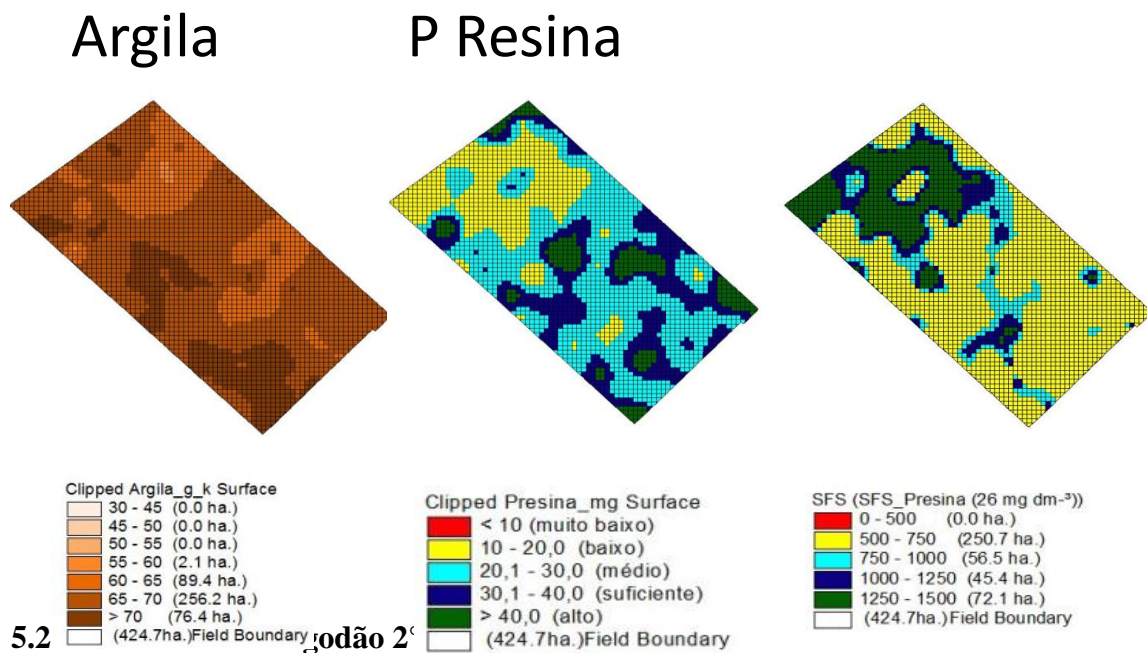 Argila
P Resina
Clipped Argila_g_k Surface
30 - 45 (0.0 ha.)
45 - 50 (0.0 ha.)
50 - 55 (0.0 ha.)
55 - 60 (2.1 ha.)
60 - 65 (89.4 ha.)
65 - 70 (256.2 ha.)
> 70 (76.4 ha.)
(424.7ha.)Field Boundary
Clipped Presina_mg Surface
< 10 (muito baixo)
10 - 20,0 (baixo)
20,1 - 30,0 (médio)
30,1 - 40,0 (suficiente)
> 40,0 (alto)
(424.7ha.)Field Boundary
SFS (SFS_Presina (26 mg dm-³))
0 - 500 (0.0 ha.)
500 - 750 (250.7 ha.)
750 - 1000 (56.5 ha.)
1000 - 1250 (45.4 ha.)
1250 - 1500 (72.1 ha.)
(424.7ha.)Field Boundary
5.2 godão 2°